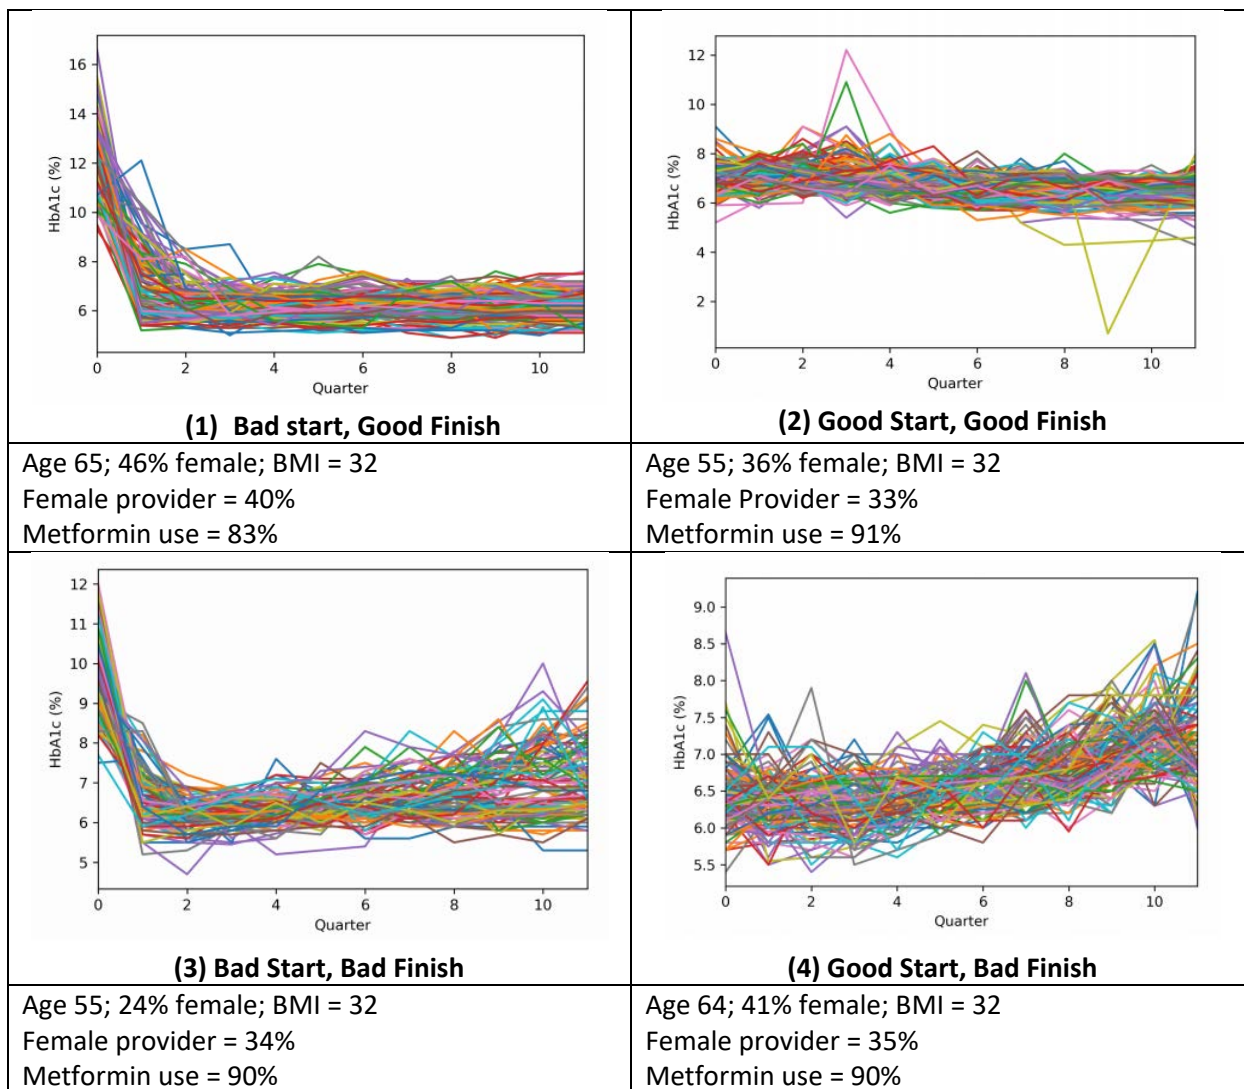 16
14
12
10
8
6
HbA1c (%)
0 2 4 6 8 10
Quarter
(1) Bad start, Good Finish
12
10
8
6
4
2
HbA1c (%)
0 2 4 6 8 10
Quarter
(2) Good Start, Good Finish
Age 65; 46% female; BMI = 32
Female provider = 40%
Metformin use = 83%
Age 55; 36% female; BMI = 32
Female Provider = 33%
Metformin use = 91%
12
11
10
9
8
7
6
5
HbA1c (%)
0 2 4 6 8 10
Quarter
(3) Bad Start, Bad Finish
9.0
8.5
8.0
7.5
7.0
6.5
6.0
5.5
HbA1c (%)
0 2 4 6 8 10
Quarter
(4) Good Start, Bad Finish
Age 55; 24% female; BMI = 32
Female provider = 34%
Metformin use = 90%
Age 64; 41% female; BMI = 32
Female provider = 35%
Metformin use = 90%